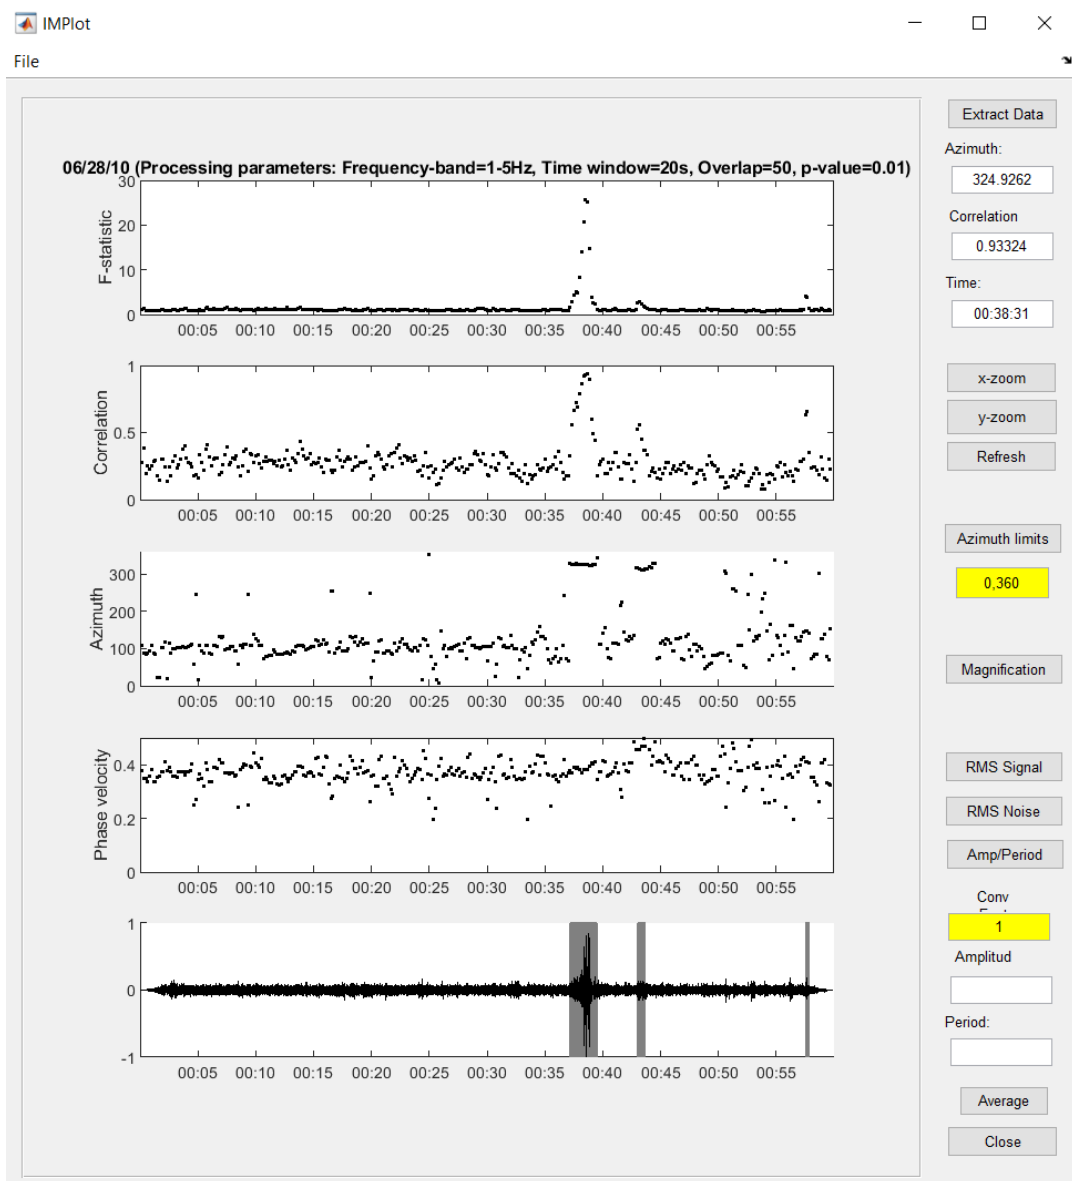 IMPlot
File
06/28/10 (Processing parameters: Frequency-band=1-5Hz, Time window=20s, Overlap=50, p-value=0.01)
F-statistic
30
20
10
0
00:05 00:10 00:15 00:20 00:25 00:30 00:35 00:40 00:45 00:50 00:55
Correlation
1
0.5
0
00:05 00:10 00:15 00:20 00:25 00:30 00:35 00:40 00:45 00:50 00:55
Azimuth
300
200
100
0
00:05 00:10 00:15 00:20 00:25 00:30 00:35 00:40 00:45 00:50 00:55
Phase velocity
0.4
0.2
0
00:05 00:10 00:15 00:20 00:25 00:30 00:35 00:40 00:45 00:50 00:55
1
0
-1
00:05 00:10 00:15 00:20 00:25 00:30 00:35 00:40 00:45 00:50 00:55
Extract Data
Azimuth:
324.9262
Correlation
0.93324
Time:
00:38:31
x-zoom
y-zoom
Refresh
Azimuth limits
0,360
Magnification
RMS Signal
RMS Noise
Amp/Period
Conv
1
Amplitud
Period:
Average
Close